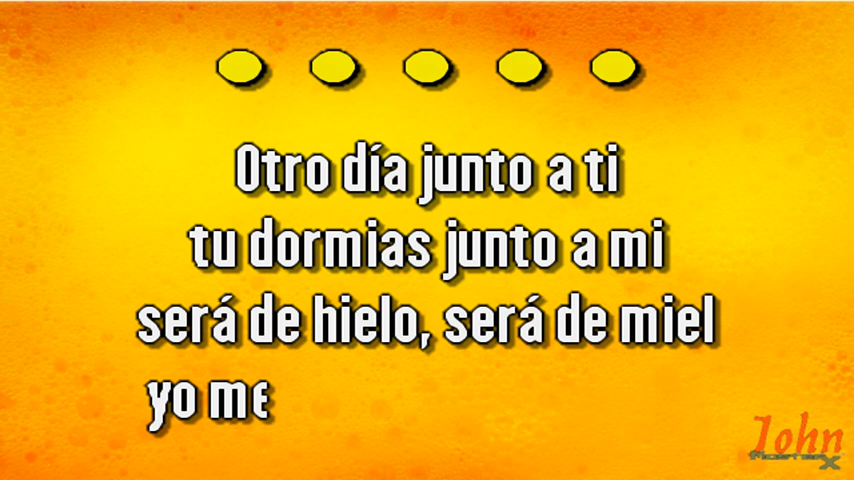 Otro día junto a ti
tu dormias junto a mi
será de hielo, será de miel
yo me
John